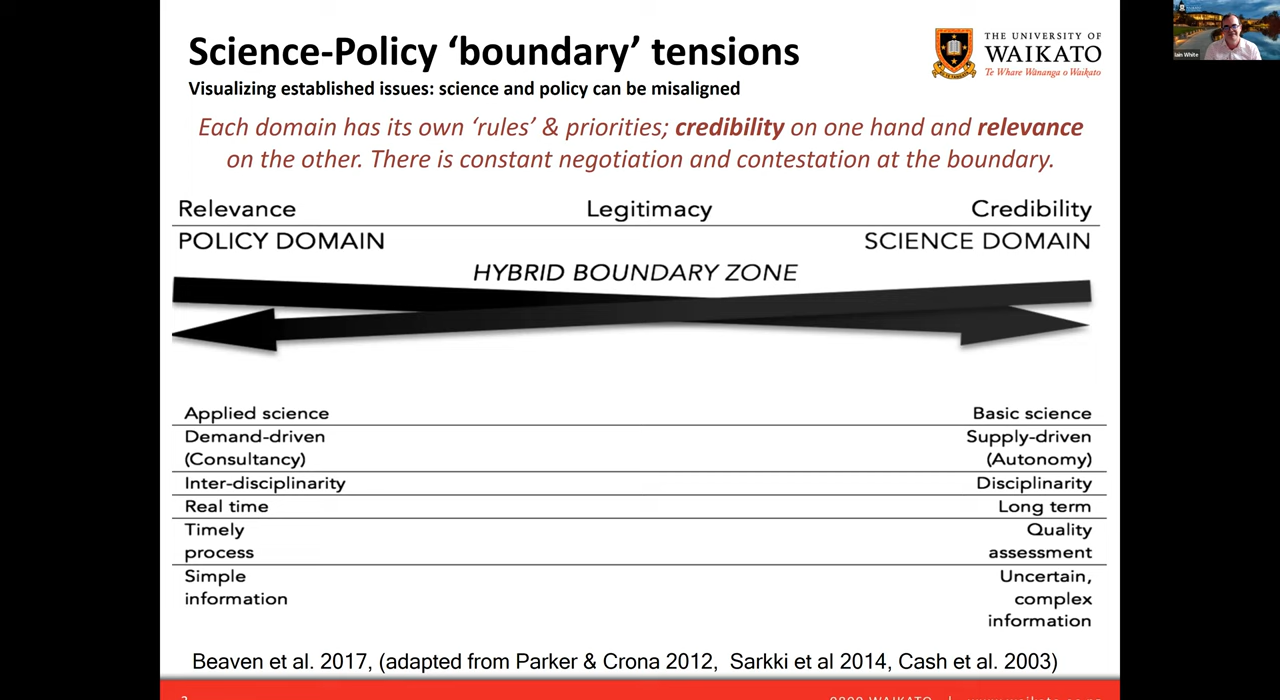 Science-Policy ‘boundary’ tensions
THE UNIVERSITY OF
WAIKATO
Te Whare Wānanga o Waikato
Iain White
Visualizing established issues: science and policy can be misaligned
Each domain has its own ‘rules’ & priorities; credibility on one hand and relevance
on the other. There is constant negotiation and contestation at the boundary.
Relevance Legitimacy Credibility
POLICY DOMAIN SCIENCE DOMAIN
HYBRID BOUNDARY ZONE
Applied science Basic science
Demand-driven Supply-driven
(Consultancy) (Autonomy)
Inter-disciplinarity Disciplinarity
Real time Long term
Timely Quality
process assessment
Simple Uncertain,
information complex
information
Beaven et al. 2017, (adapted from Parker & Crona 2012, Sarkki et al 2014, Cash et al. 2003)